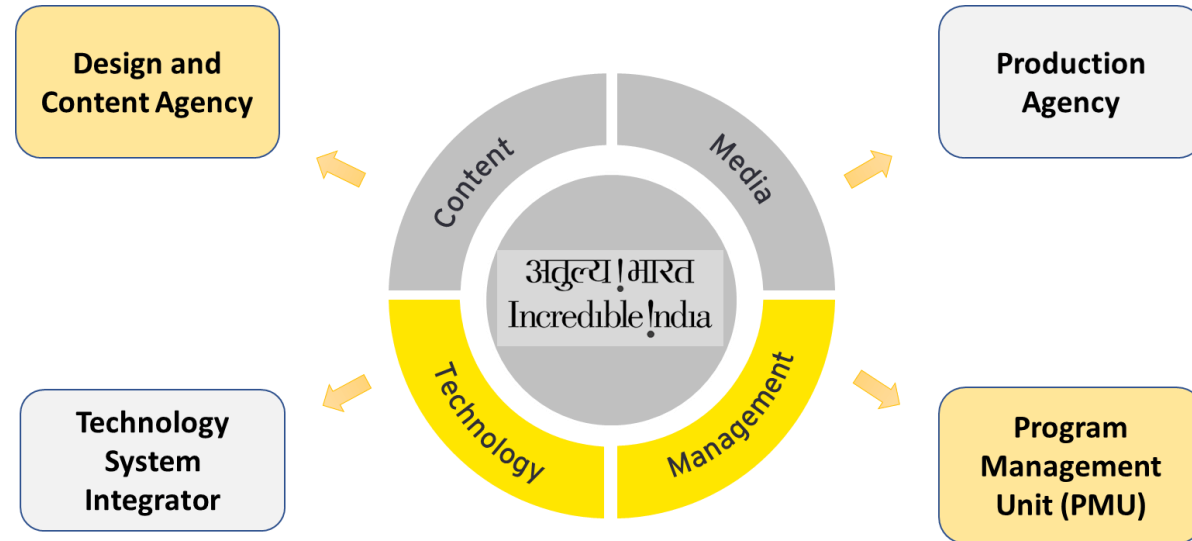 Design and
Content Agency
Production
Agency
Content
Media
अतुल्य!भारत
Incredible!ndia
Technology
Management
Technology
System
Integrator
Program
Management
Unit (PMU)